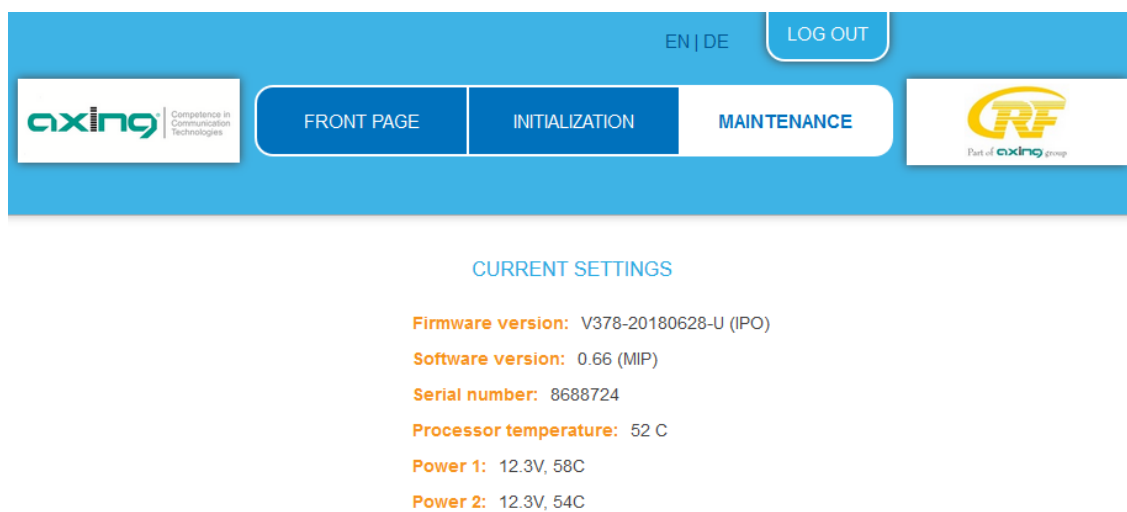 EN | DE
LOG OUT
axing
Competence in
Communication
Technologies
FRONT PAGE
INITIALIZATION
MAINTENANCE
CRF
Part of axing group
CURRENT SETTINGS
Firmware version: V378-20180628-U (IPO)
Software version: 0.66 (MIP)
Serial number: 8688724
Processor temperature: 52 C
Power 1: 12.3V, 58C
Power 2: 12.3V, 54C